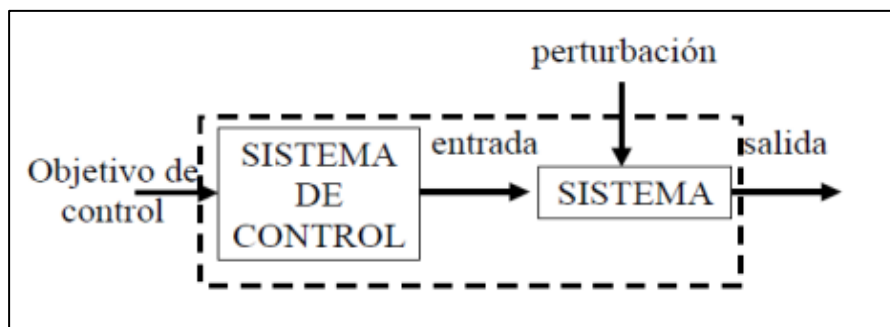 perturbación
Objetivo de
control
SISTEMA
DE
CONTROL
entrada
SISTEMA
salida